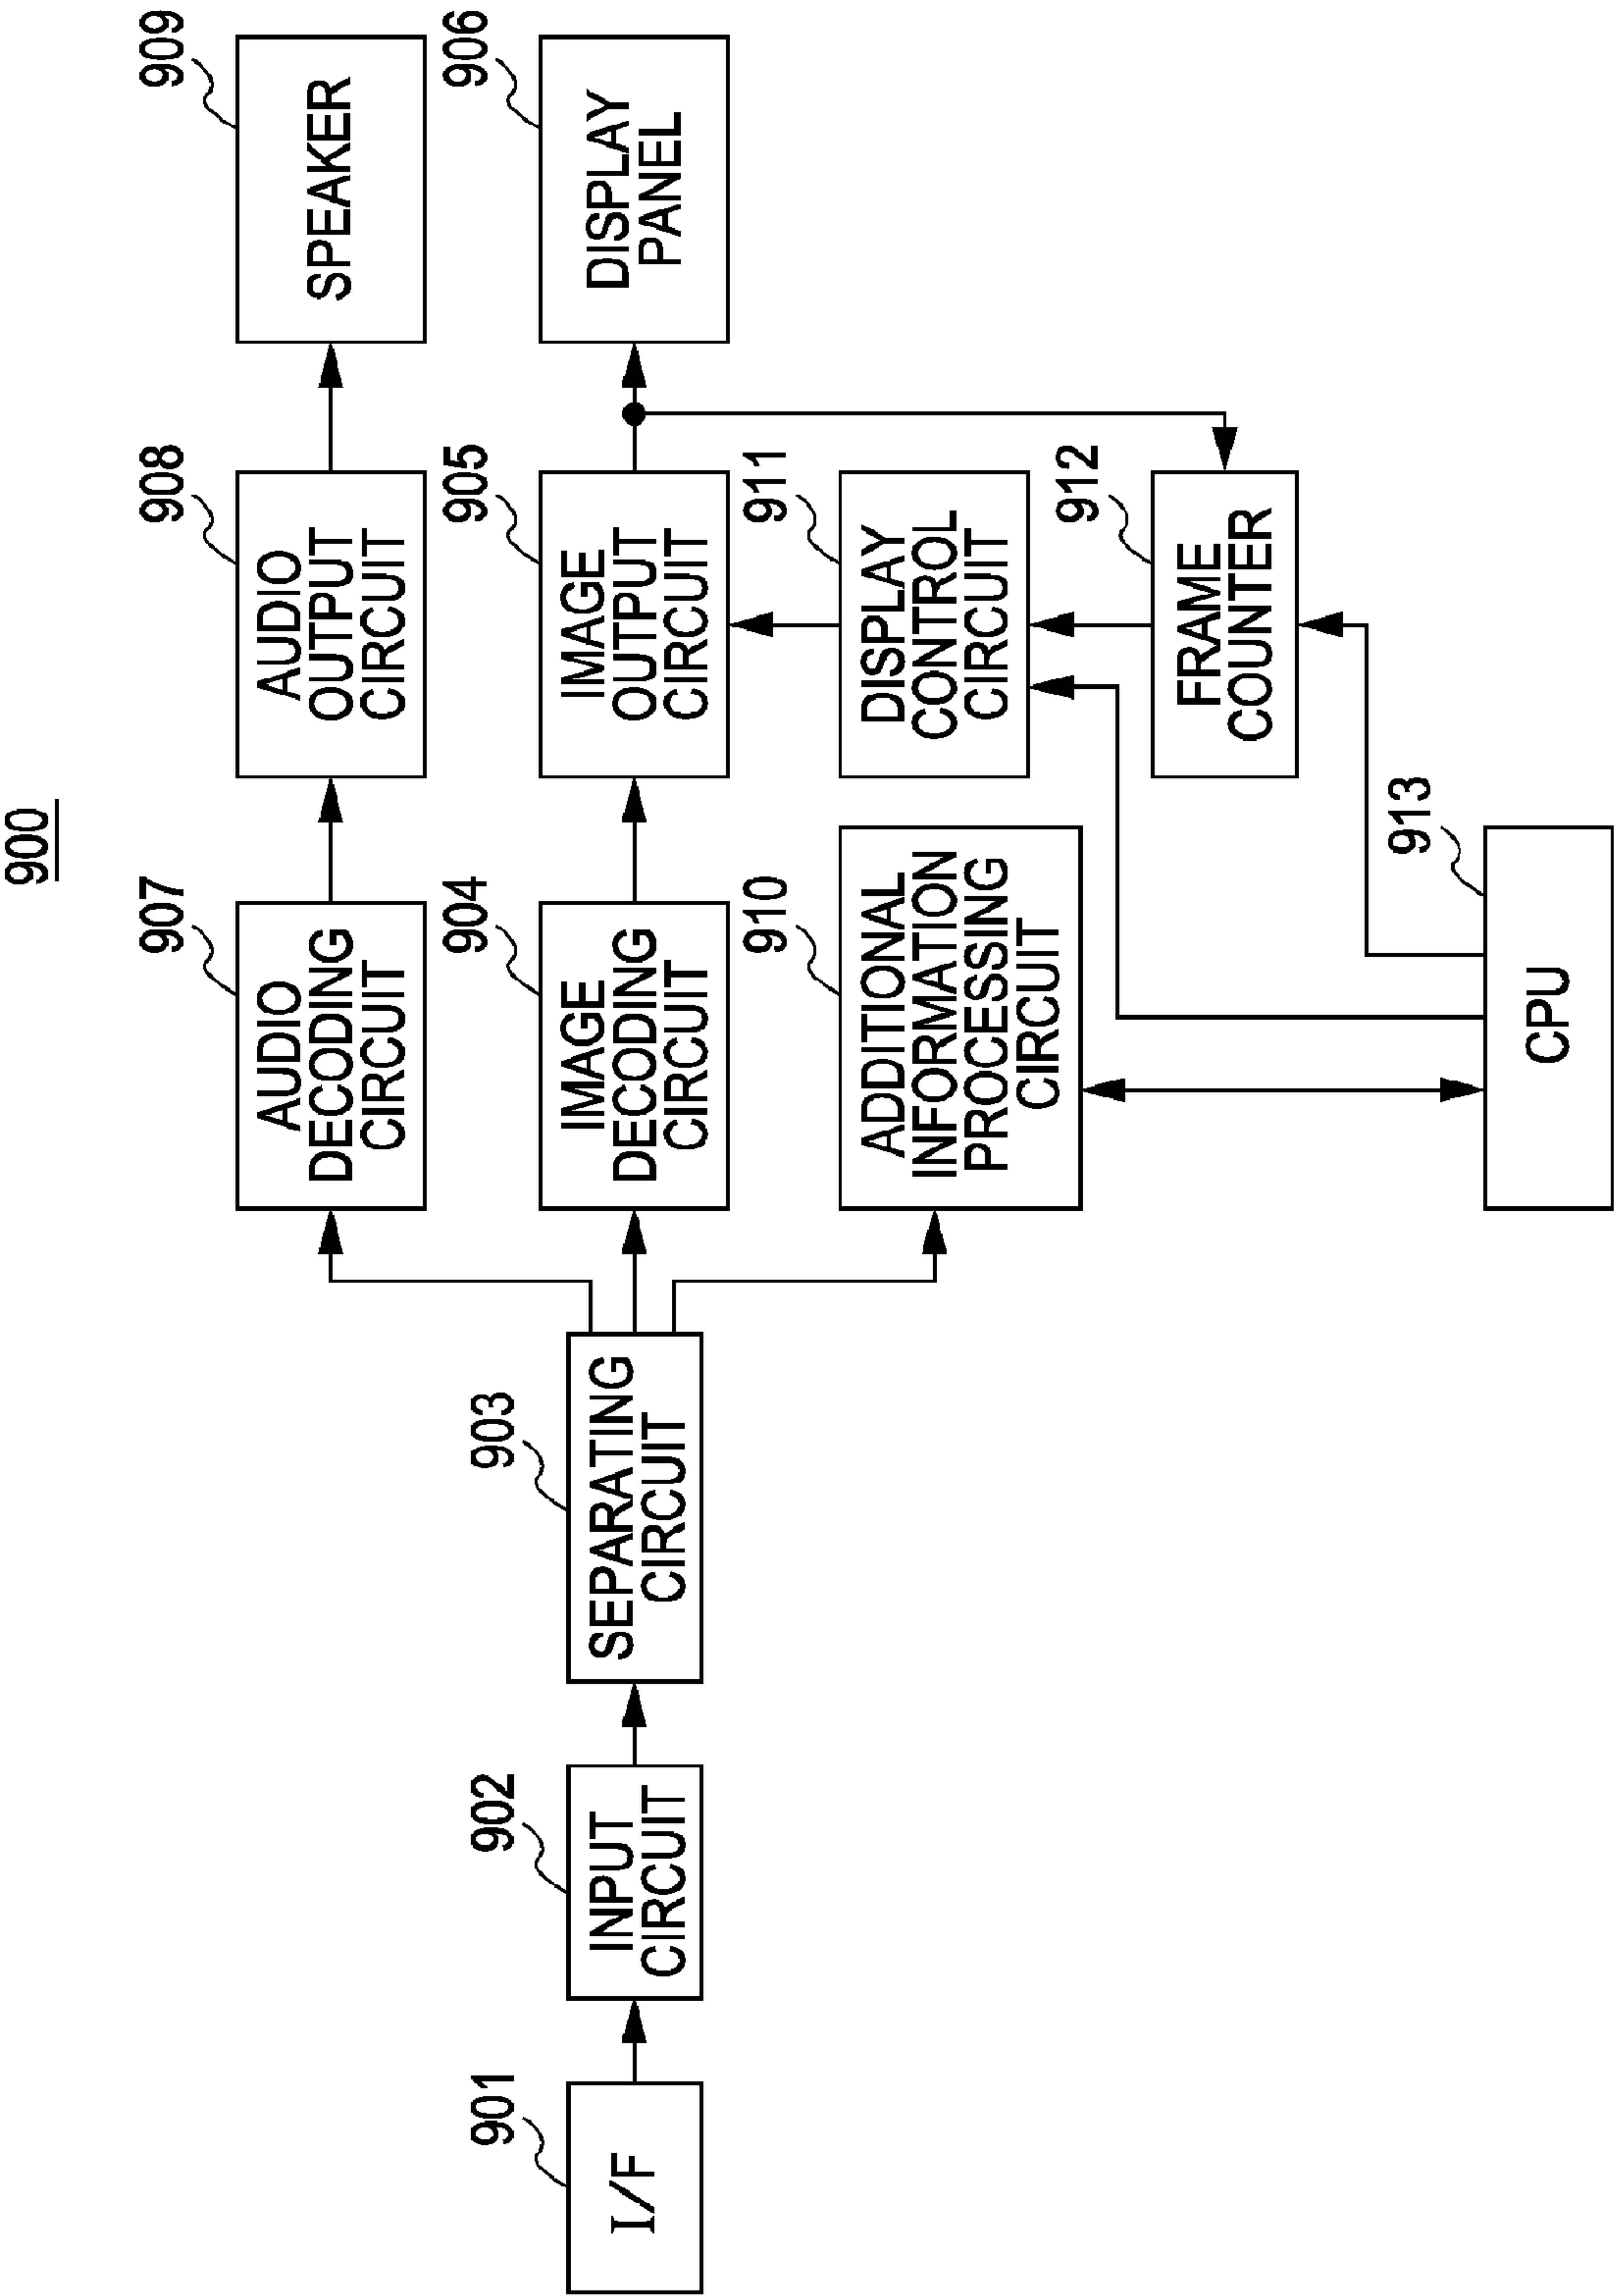 900
907
AUDIO
DECODING
CIRCUIT
908
AUDIO
OUTPUT
CIRCUIT
909
SPEAKER
901
I/F
902
INPUT
CIRCUIT
903
SEPARATING
CIRCUIT
904
IMAGE
DECODING
CIRCUIT
905
IMAGE
OUTPUT
CIRCUIT
906
DISPLAY
PANEL
910
ADDITIONAL
INFORMATION
PROCESSING
CIRCUIT
911
DISPLAY
CONTROL
CIRCUIT
912
FRAME
COUNTER
913
CPU